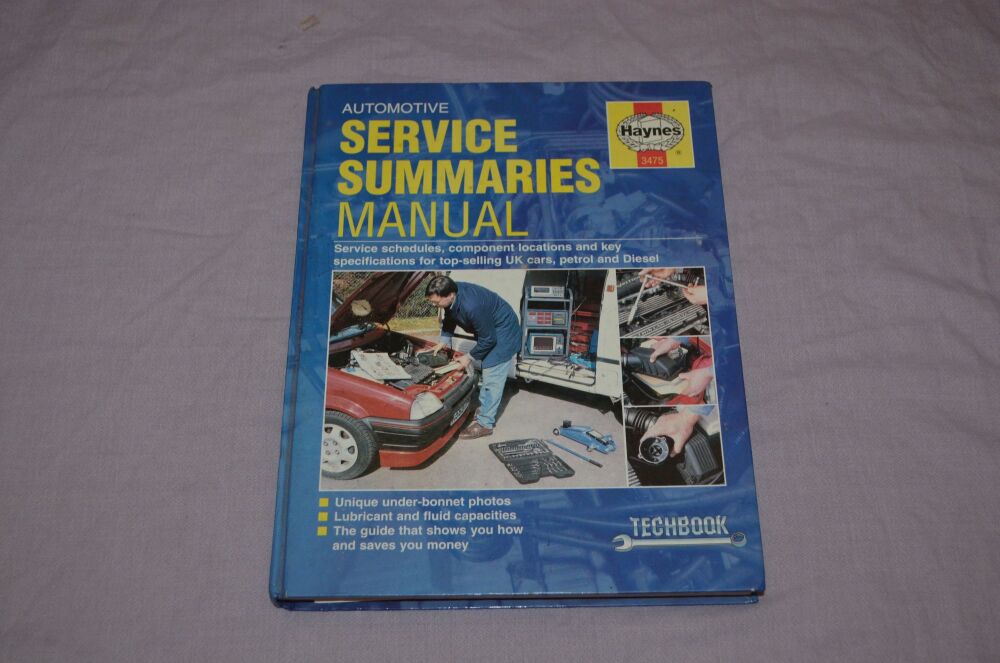 AUTOMOTIVE
SERVICE
SUMMARIES
MANUAL
Haynes
®
3475
Service schedules, component locations and key
specifications for top-selling UK cars, petrol and Diesel
Unique under-bonnet photos
Lubricant and fluid capacities
The guide that shows you how
and saves you money
TECHBOOK